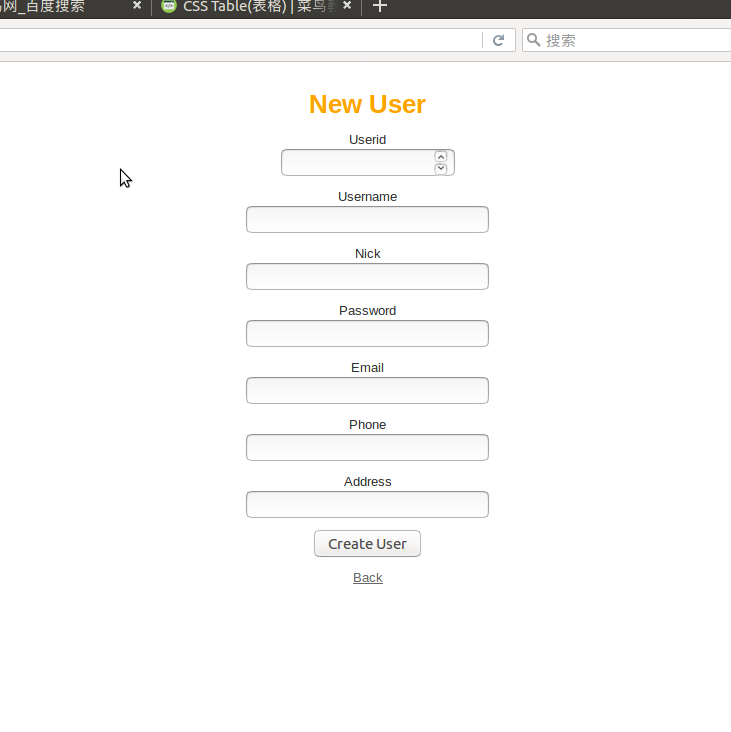 网_百度搜索
CSS Table(表格) | 菜鸟
搜索
New User
Userid
Username
Nick
Password
Email
Phone
Address
Create User
Back